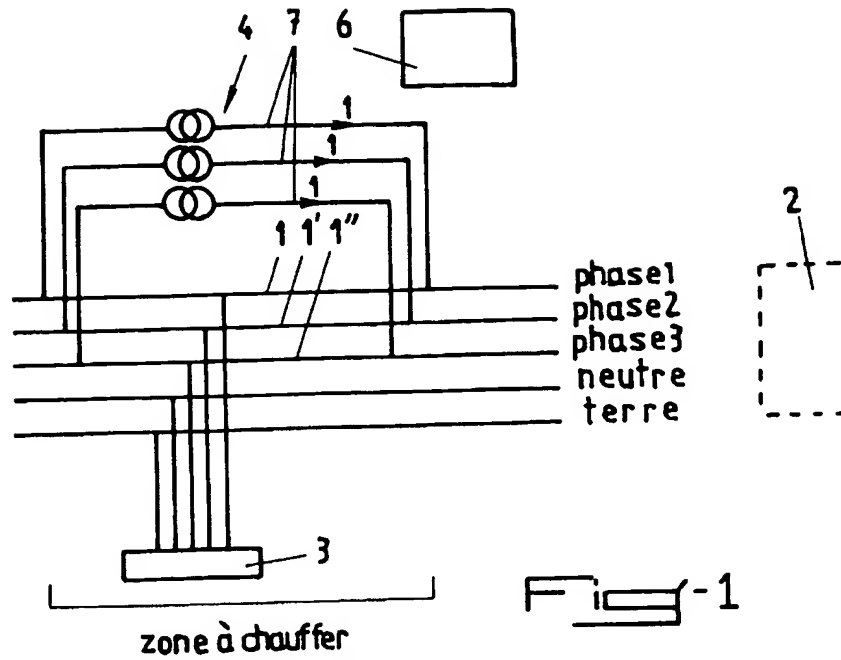 4 7 6
1
1
1
1 1' 1"
2
phase1
phase2
phase3
neutre
terre
3
zone à chauffer
Fig-1